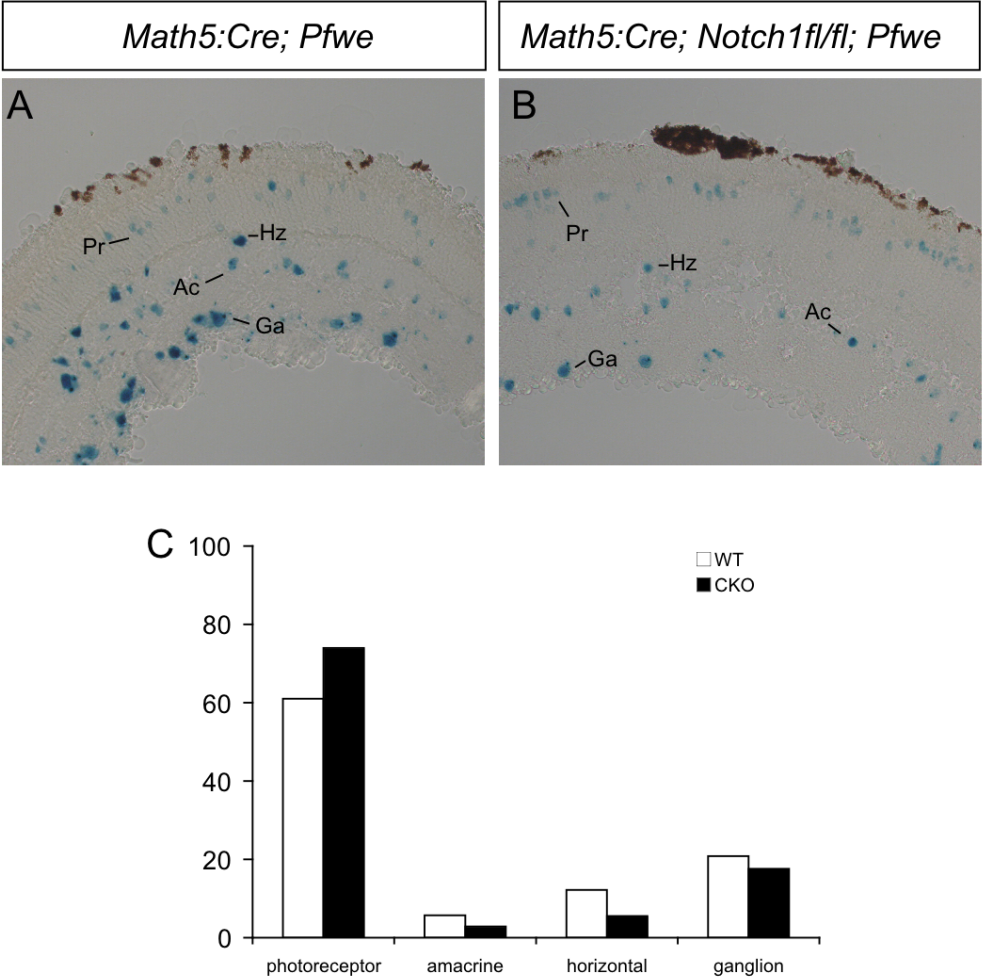 Math5:Cre; Pfwe
Math5:Cre; Notch1fl/fl; Pfwe
A
Pr
Hz
Ac
Ga
B
Pr
Hz
Ac
Ga
C
100
80
60
40
20
0
WT
CKO
photoreceptor
amacrine
horizontal
ganglion